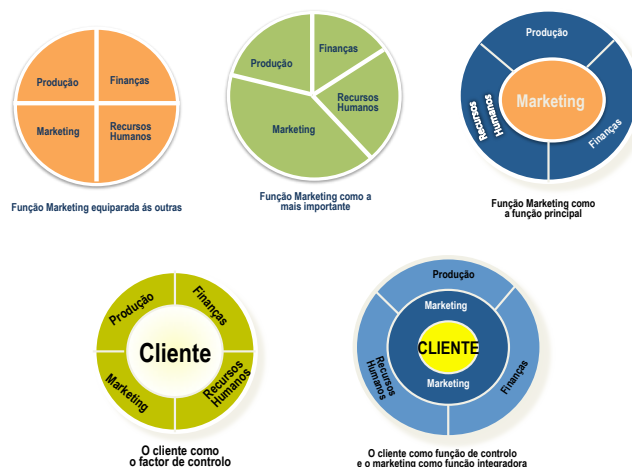 Produção
Finanças
Marketing
Recursos
Humanos
Função Marketing equiparada ás outras
Finanças
Produção
Recursos
Humanos
Marketing
Função Marketing como a
mais importante
Produção
Marketing
Recursos
Humanos
Finanças
Função Marketing como
a função principal
Produção
Finanças
Cliente
Marketing
Recursos
Humanos
O cliente como
o factor de controlo
Produção
Marketing
CLIENTE
Recursos
Humanos
Marketing
Finanças
O cliente como função de controlo
e o marketing como função integradora